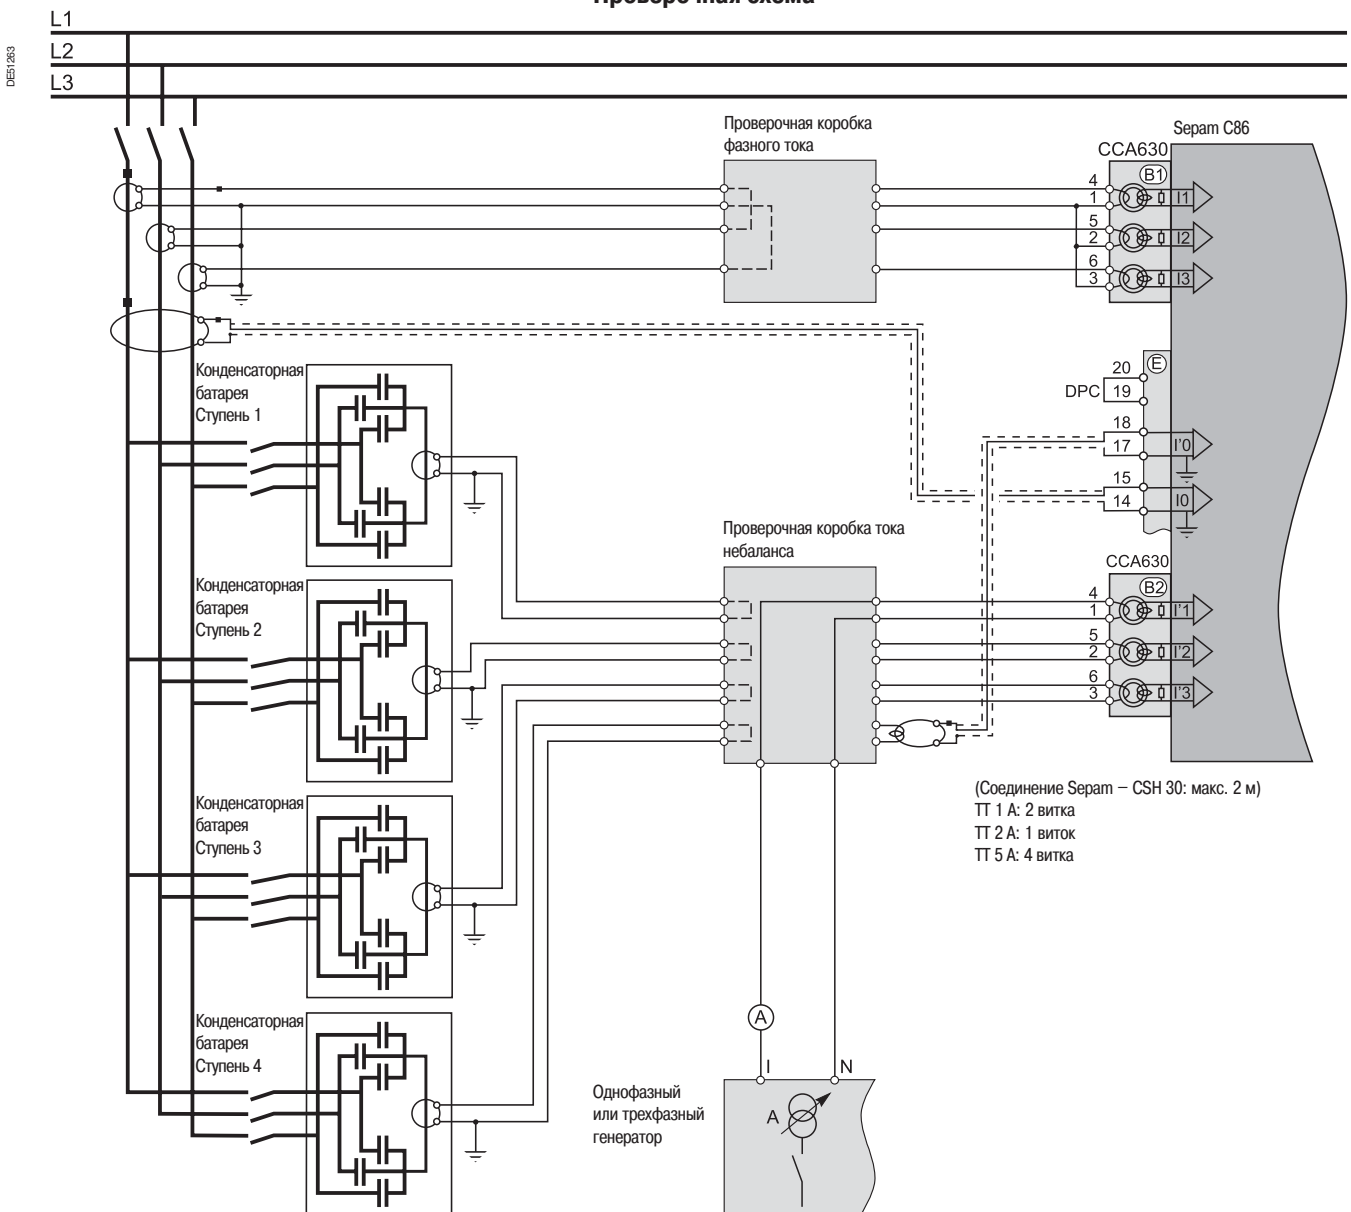 Проверочная схема
L1
L2
L3
DE51263
Проверочная коробка
фазного тока
Sepam C86
CCA630
B1
4
1
I1
5
2
I2
6
3
I3
Конденсаторная
батарея
Ступень 1
E
20
DPC
19
18
17
I'0
15
14
I0
Проверочная коробка тока
небаланса
CCA630
B2
4
1
I'1
5
2
I'2
6
3
I'3
Конденсаторная
батарея
Ступень 2
(Соединение Sepam – CSH 30: макс. 2 м)
ТТ 1 А: 2 витка
ТТ 2 А: 1 виток
ТТ 5 А: 4 витка
Конденсаторная
батарея
Ступень 3
Конденсаторная
батарея
Ступень 4
A
I
N
Однофазный
или трехфазный
генератор
A